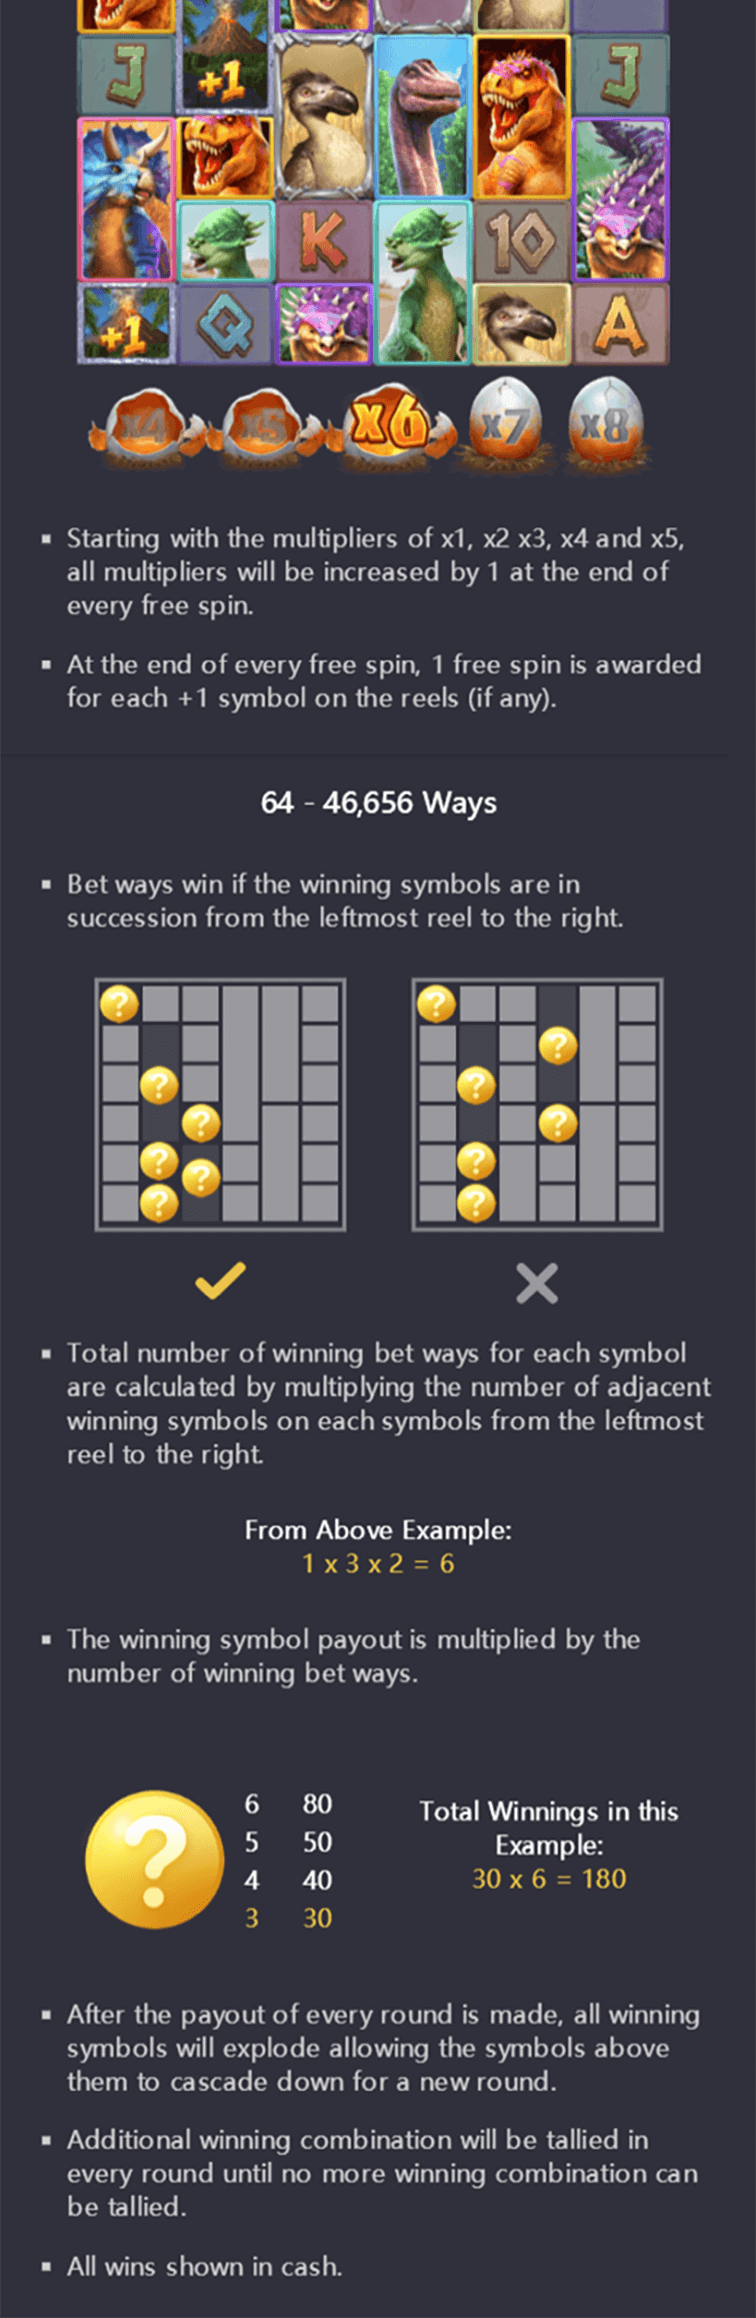 J +1 J
K 10
+1 Q A
x4 x5 x6 x7 x8
▪ Starting with the multipliers of x1, x2 x3, x4 and x5,
all multipliers will be increased by 1 at the end of
every free spin.
▪ At the end of every free spin, 1 free spin is awarded
for each +1 symbol on the reels (if any).
64 - 46,656 Ways
▪ Bet ways win if the winning symbols are in
succession from the leftmost reel to the right.
? ?
?
? ?
? ?
? ?
? ?
? ?
▪ Total number of winning bet ways for each symbol
are calculated by multiplying the number of adjacent
winning symbols on each symbols from the leftmost
reel to the right.
From Above Example:
1 x 3 x 2 = 6
▪ The winning symbol payout is multiplied by the
number of winning bet ways.
?
6 80
5 50
4 40
3 30
Total Winnings in this
Example:
30 x 6 = 180
▪ After the payout of every round is made, all winning
symbols will explode allowing the symbols above
them to cascade down for a new round.
▪ Additional winning combination will be tallied in
every round until no more winning combination can
be tallied.
▪ All wins shown in cash.